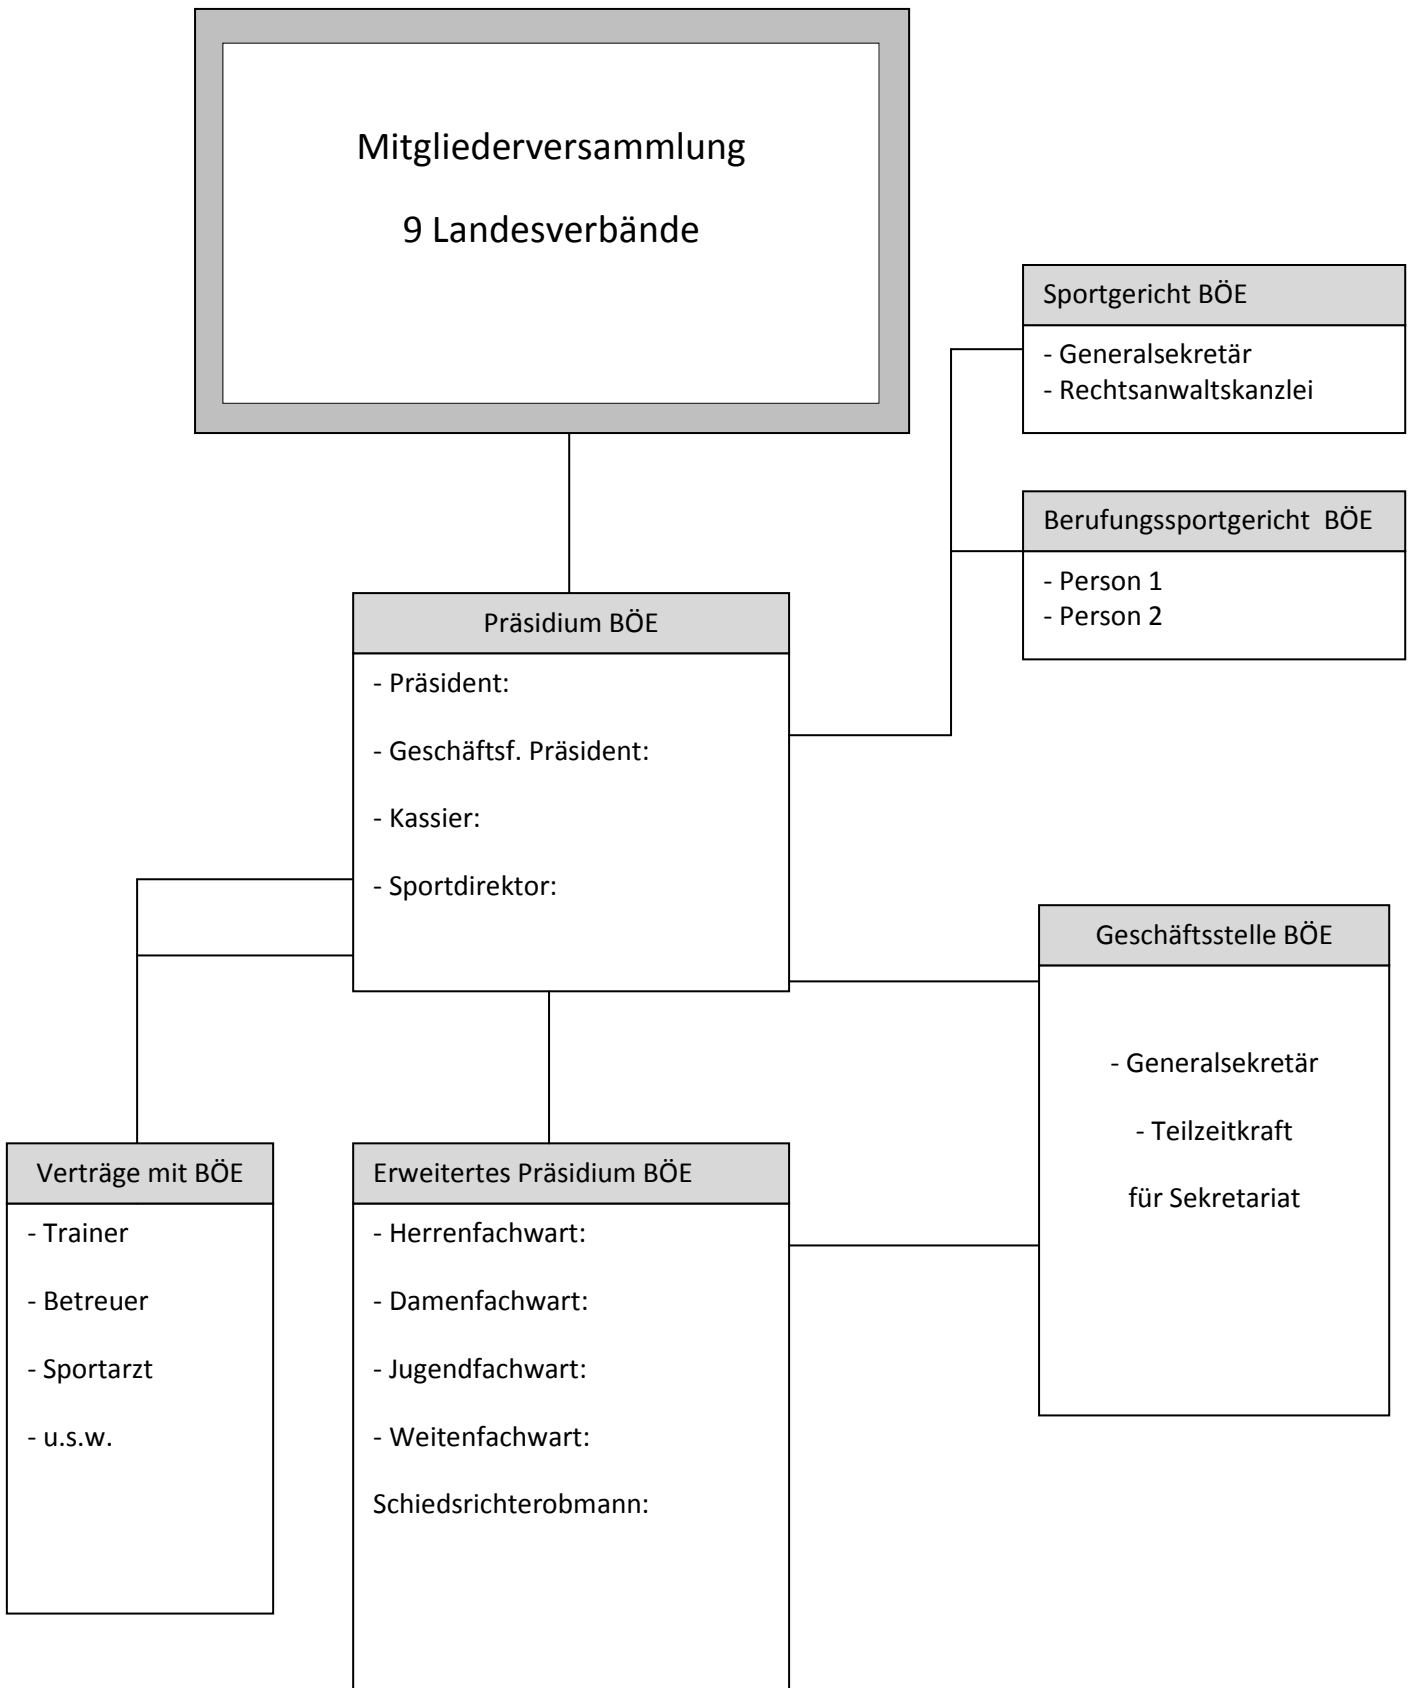 Mitgliederversammlung
9 Landesverbände
Sportgericht BÖE
- Generalsekretär
- Rechtsanwaltskanzlei
Berufungssportgericht  BÖE
- Person 1
- Person 2
Präsidium BÖE
- Präsident:
- Geschäftsf. Präsident:
- Kassier:
- Sportdirektor:
Geschäftsstelle BÖE
- Generalsekretär
- Teilzeitkraft
für Sekretariat
Verträge mit BÖE
- Trainer
- Betreuer
- Sportarzt
- u.s.w.
Erweitertes Präsidium BÖE
- Herrenfachwart:
- Damenfachwart:
- Jugendfachwart:
- Weitenfachwart:
Schiedsrichterobmann: